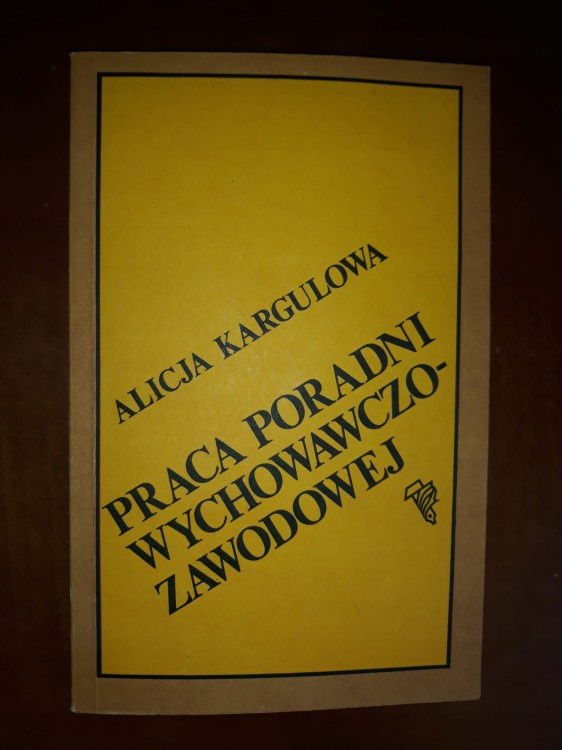 ALICJA KARGULOWA
PRACA PORADNI
WYCHOWAWCZO-
ZAWODOWEJ